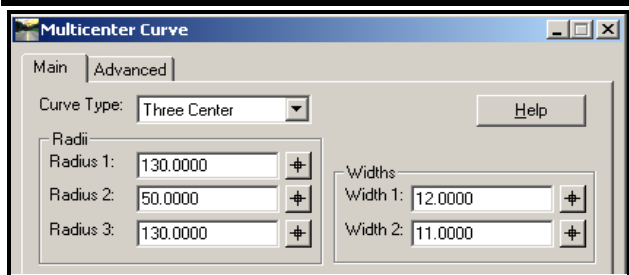 Multicenter Curve
Main Advanced
Curve Type: Three Center Help
Radii
Radius 1: 130.0000
Radius 2: 50.0000
Radius 3: 130.0000
Widths
Width 1: 12.0000
Width 2: 11.0000